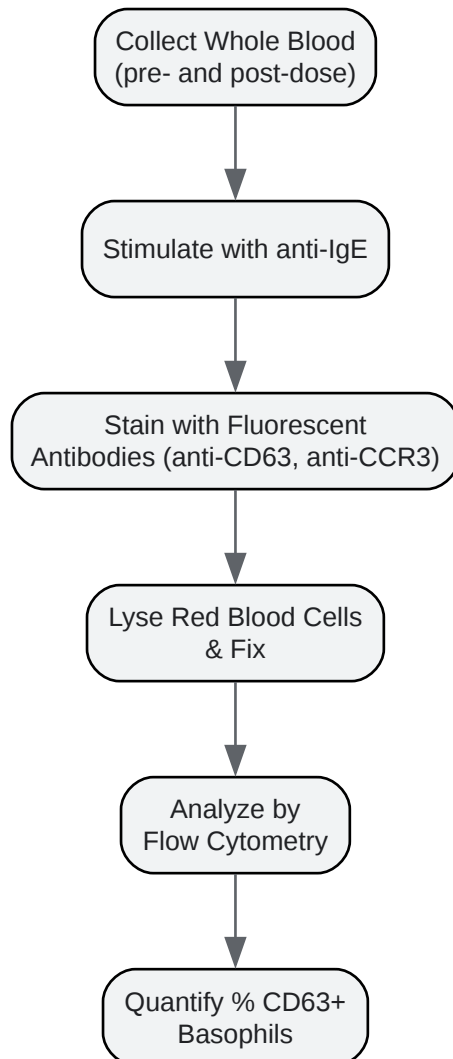 Collect Whole Blood
(pre- and post-dose)
Stimulate with anti-IgE
Stain with Fluorescent
Antibodies (anti-CD63, anti-CCR3)
Lyse Red Blood Cells
& Fix
Analyze by
Flow Cytometry
Quantify % CD63+
Basophils